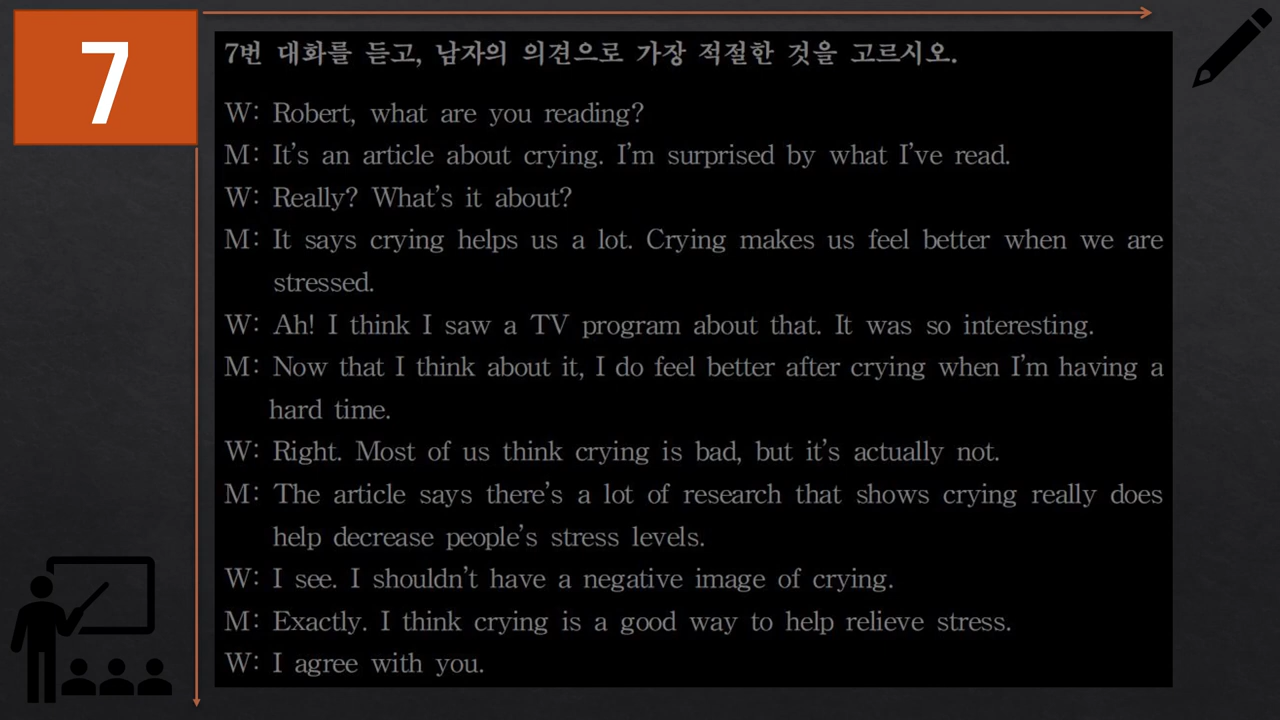 7
7번 대화를 듣고, 남자의 의견으로 가장 적절한 것을 고르시오.
W: Robert, what are you reading?
M: It's an article about crying. I'm surprised by what I've read.
W: Really? What's it about?
M: It says crying helps us a lot. Crying makes us feel better when we are
stressed.
W: Ah! I think I saw a TV program about that. It was so interesting.
M: Now that I think about it, I do feel better after crying when I'm having a
hard time.
W: Right. Most of us think crying is bad, but it's actually not.
M: The article says there's a lot of research that shows crying really does
help decrease people's stress levels.
W: I see. I shouldn't have a negative image of crying.
M: Exactly. I think crying is a good way to help relieve stress.
W: I agree with you.